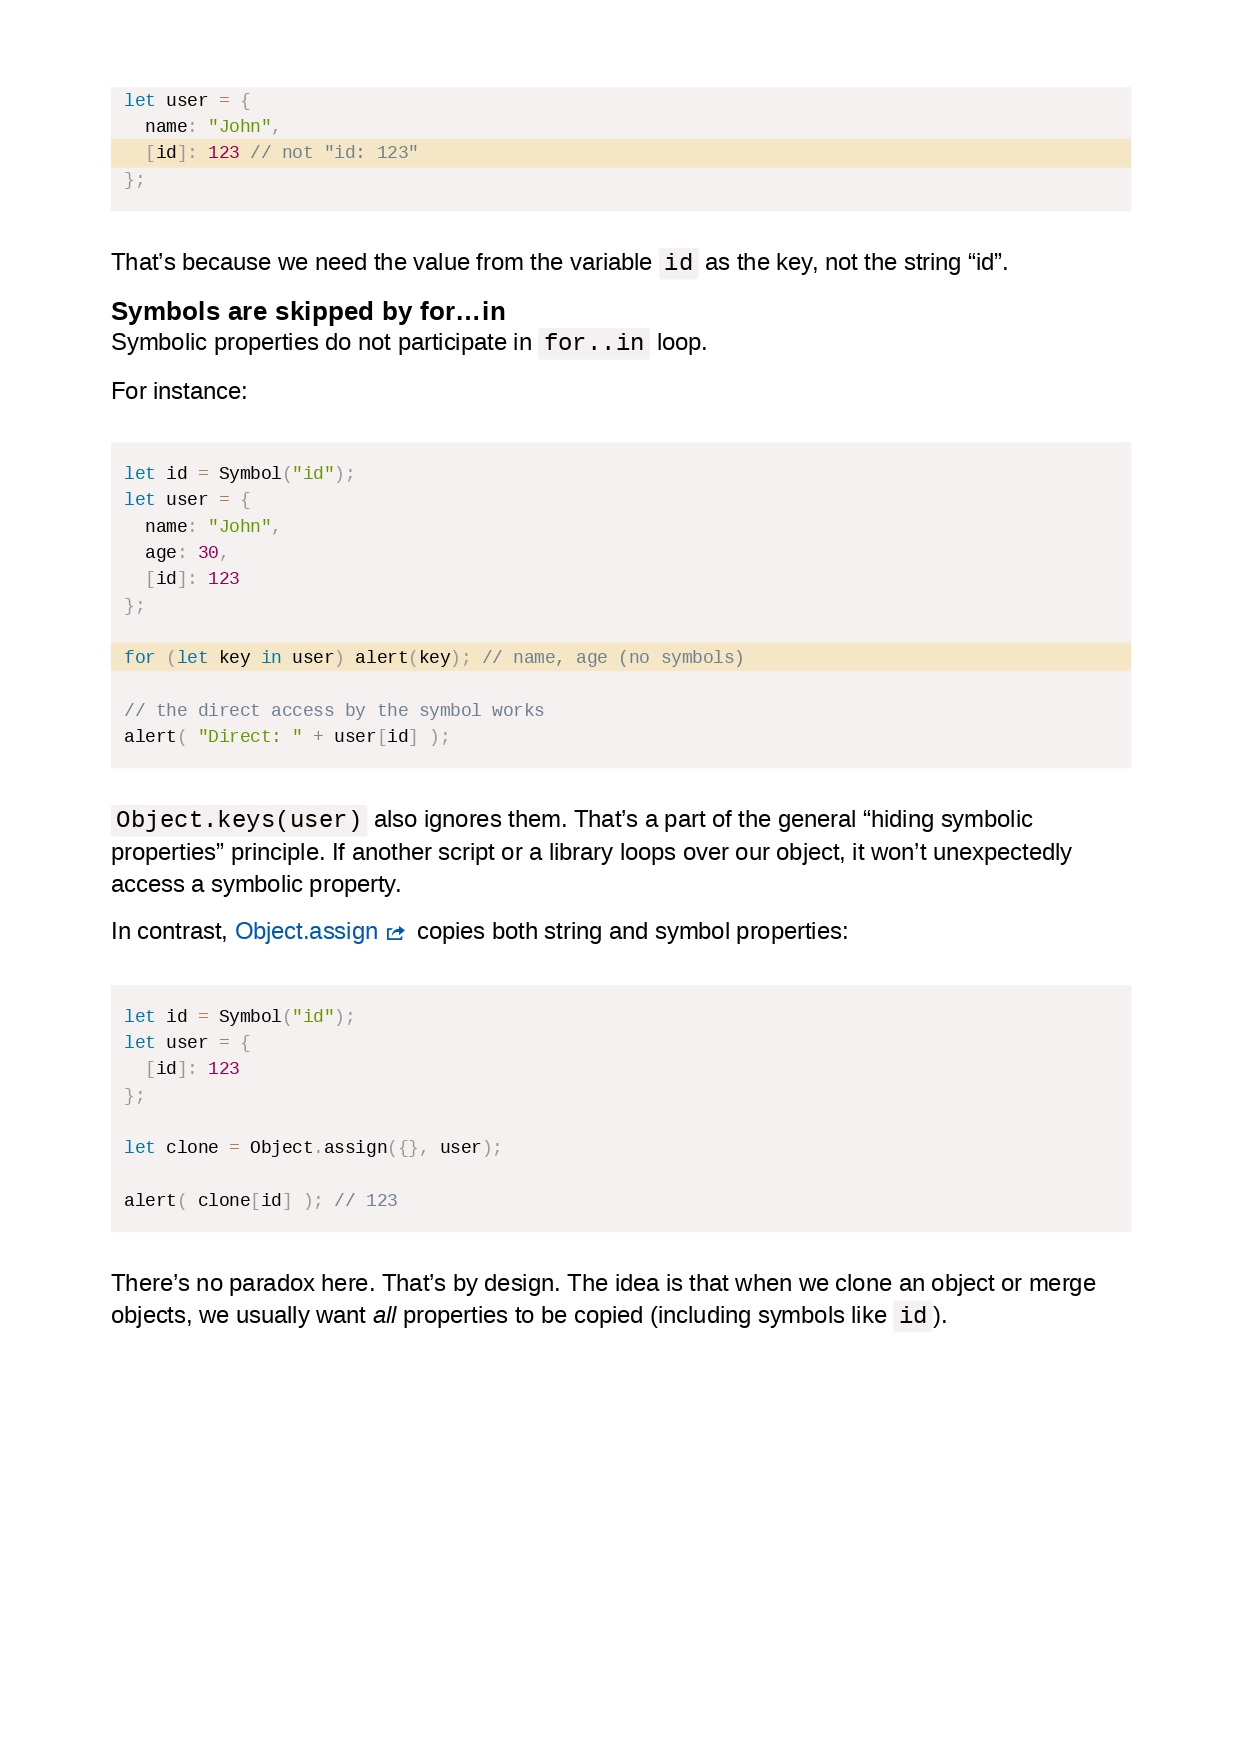 let user = {
  name: "John",
  [id]: 123 // not "id: 123"
};
That’s because we need the value from the variable id as the key, not the string “id”.
Symbols are skipped by for…in
Symbolic properties do not participate in for..in loop.
For instance:
let id = Symbol("id");
let user = {
  name: "John",
  age: 30,
  [id]: 123
};
for (let key in user) alert(key); // name, age (no symbols)
// the direct access by the symbol works
alert( "Direct: " + user[id] );
Object.keys(user) also ignores them. That’s a part of the general “hiding symbolic
properties” principle. If another script or a library loops over our object, it won’t unexpectedly
access a symbolic property.
In contrast, Object.assign copies both string and symbol properties:
let id = Symbol("id");
let user = {
  [id]: 123
};
let clone = Object.assign({}, user);
alert( clone[id] ); // 123
There’s no paradox here. That’s by design. The idea is that when we clone an object or merge
objects, we usually want all properties to be copied (including symbols like id).